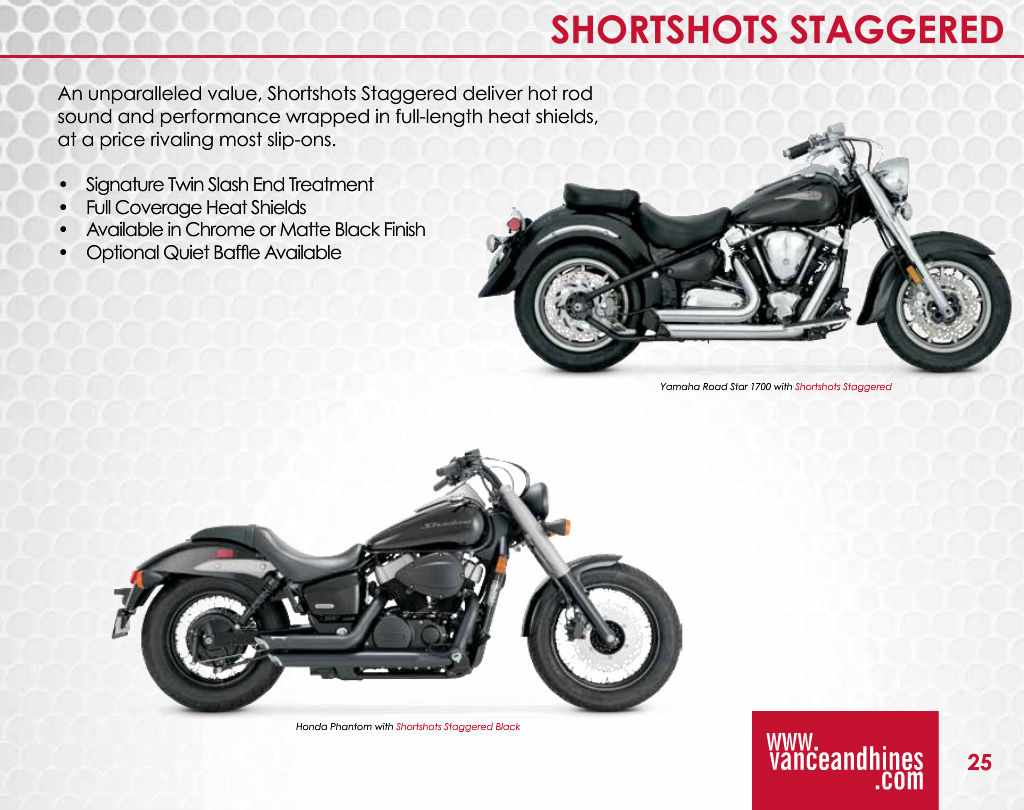 SHORTSHOTS STAGGERED
An unparalleled value, Shortshots Staggered deliver hot rod
sound and performance wrapped in full-length heat shields,
at a price rivaling most slip-ons.
• Signature Twin Slash End Treatment
• Full Coverage Heat Shields
• Available in Chrome or Matte Black Finish
• Optional Quiet Baffle Available
Yamaha Road Star 1700 with Shortshots Staggered
Shadow
Honda Phantom with Shortshots Staggered Black
www.
vanceandhines
.com
25